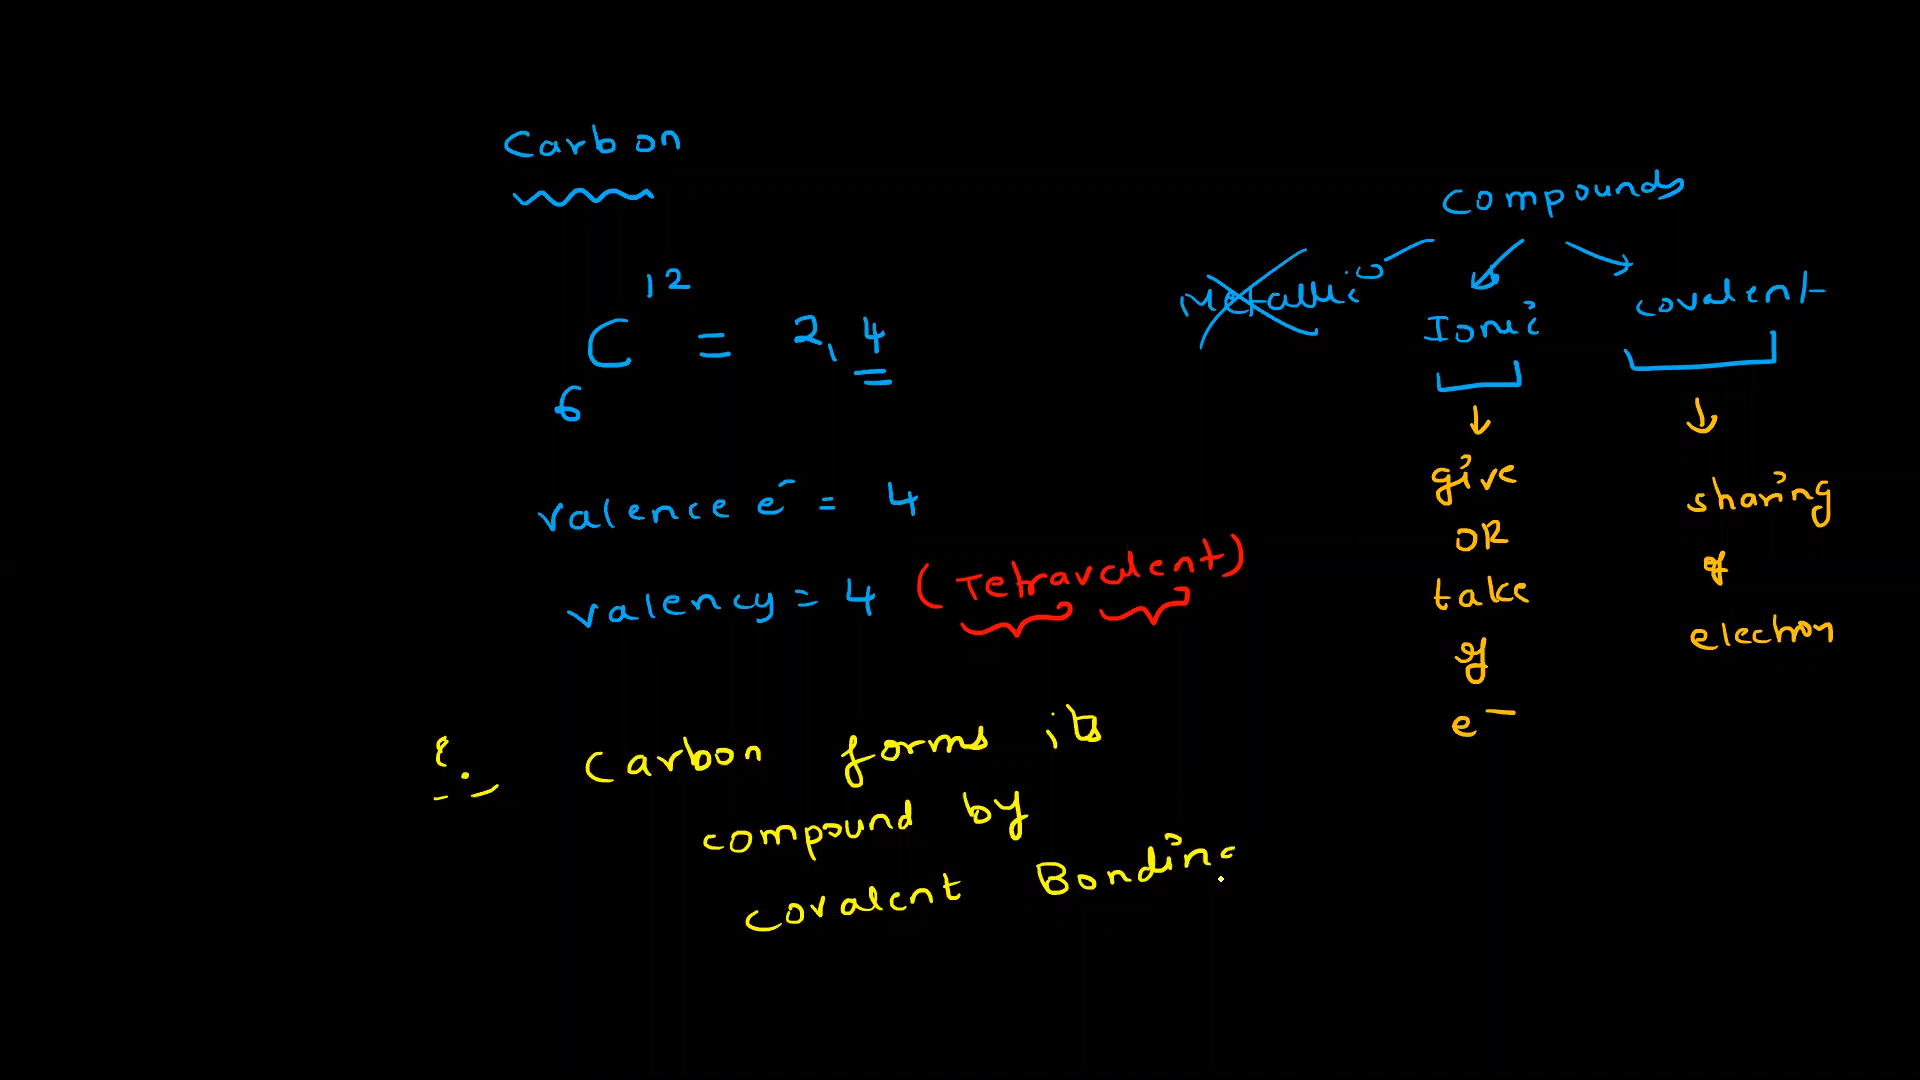 Carbon
12
C = 2, 4
6
valence e⁻ = 4
valency = 4 (Tetravalent)
Carbon forms its
compound by
covalent Bonding
Compounds
Metallic
Ionic
covalent
give
OR
take
of
e⁻
sharing
of
electron